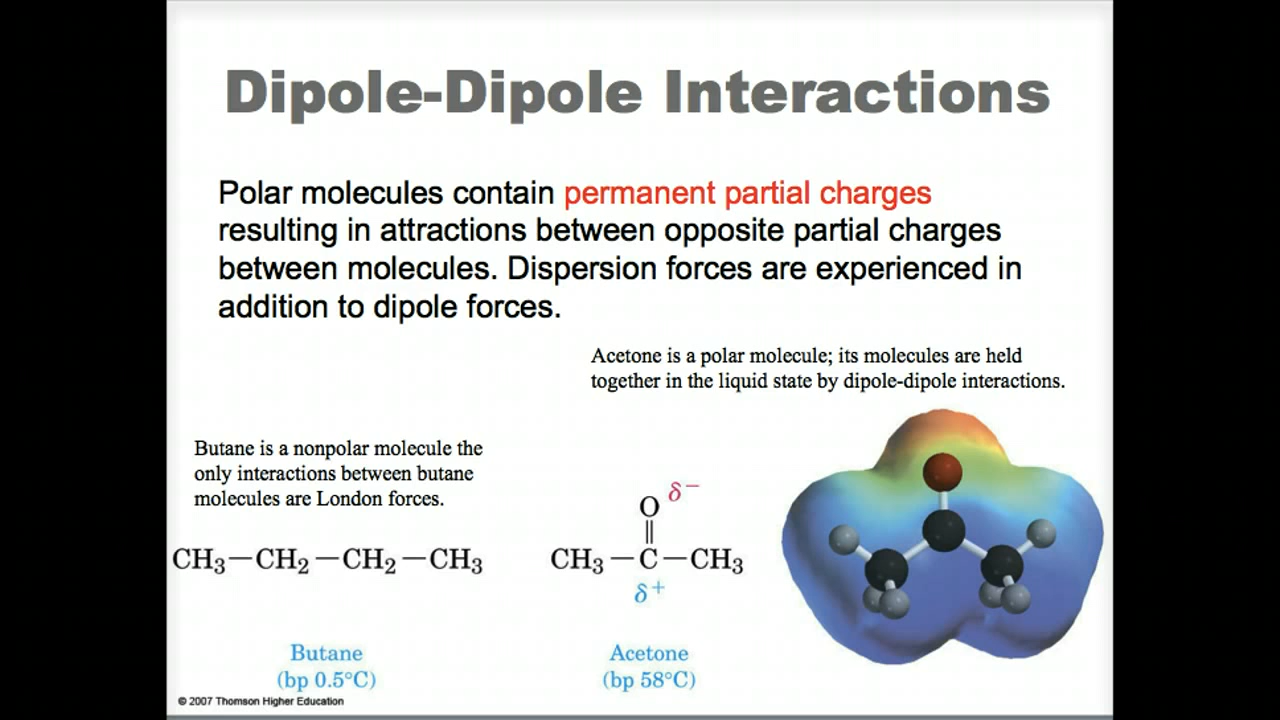 Dipole-Dipole Interactions
Polar molecules contain permanent partial charges
resulting in attractions between opposite partial charges
between molecules. Dispersion forces are experienced in
addition to dipole forces.
Acetone is a polar molecule; its molecules are held
together in the liquid state by dipole-dipole interactions.
Butane is a nonpolar molecule the
only interactions between butane
molecules are London forces.
O δ−
||
CH₃—CH₂—CH₂—CH₃
CH₃—C—CH₃
δ+
Butane
(bp 0.5°C)
Acetone
(bp 58°C)
© 2007 Thomson Higher Education